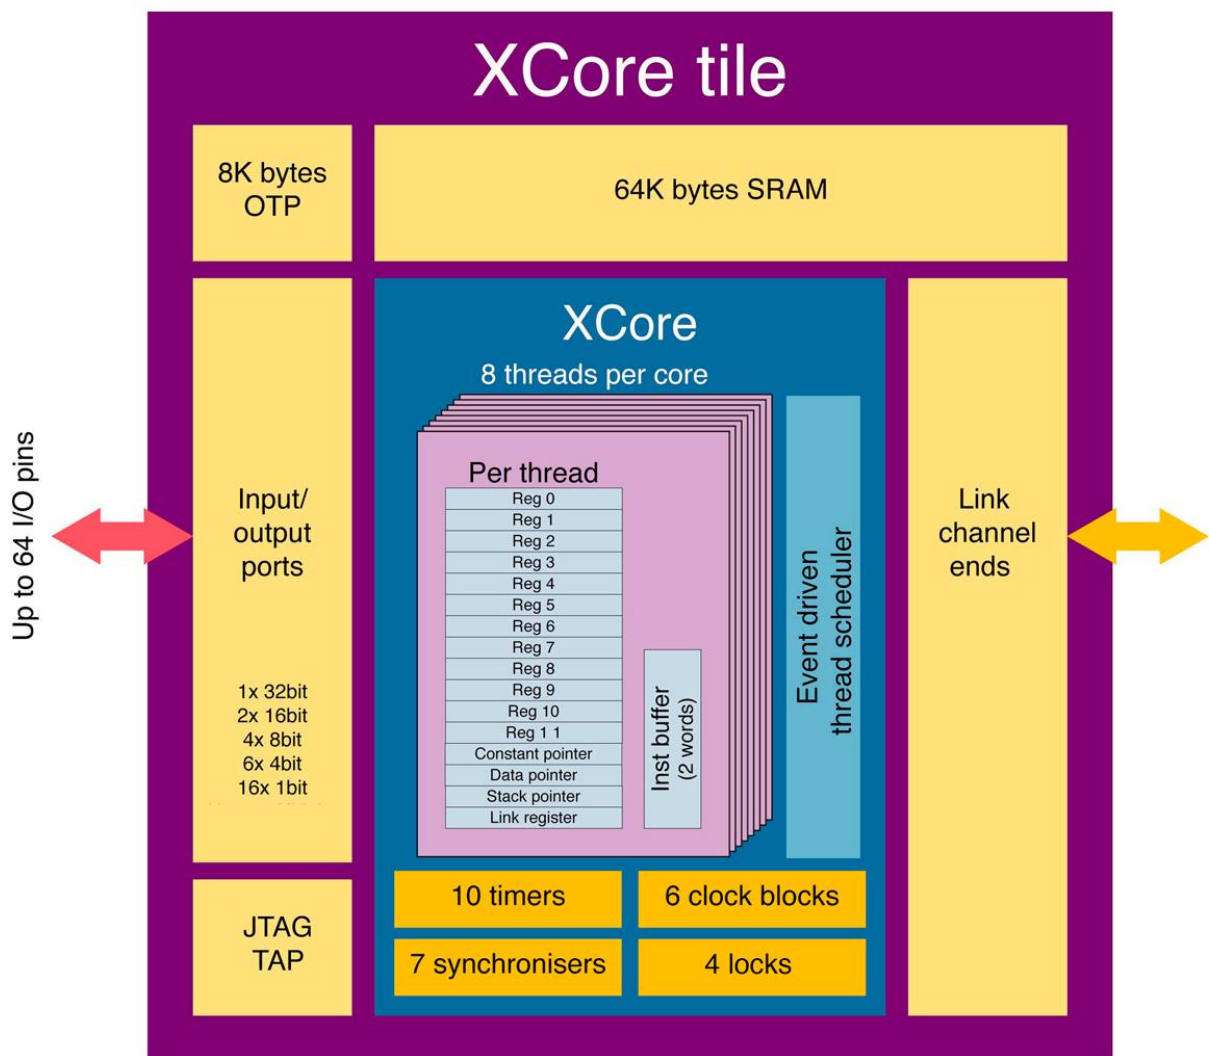 XCore tile
8K bytes
OTP
64K bytes SRAM
Up to 64 I/O pins
Input/
output
ports
1x 32bit
2x 16bit
4x 8bit
6x 4bit
16x 1bit
JTAG
TAP
XCore
8 threads per core
Per thread
Reg 0
Reg 1
Reg 2
Reg 3
Reg 4
Reg 5
Reg 6
Reg 7
Reg 8
Reg 9
Reg 10
Reg 1 1
Constant pointer
Data pointer
Stack pointer
Link register
Inst buffer
(2 words)
Event driven
thread scheduler
10 timers
6 clock blocks
7 synchronisers
4 locks
Link
channel
ends